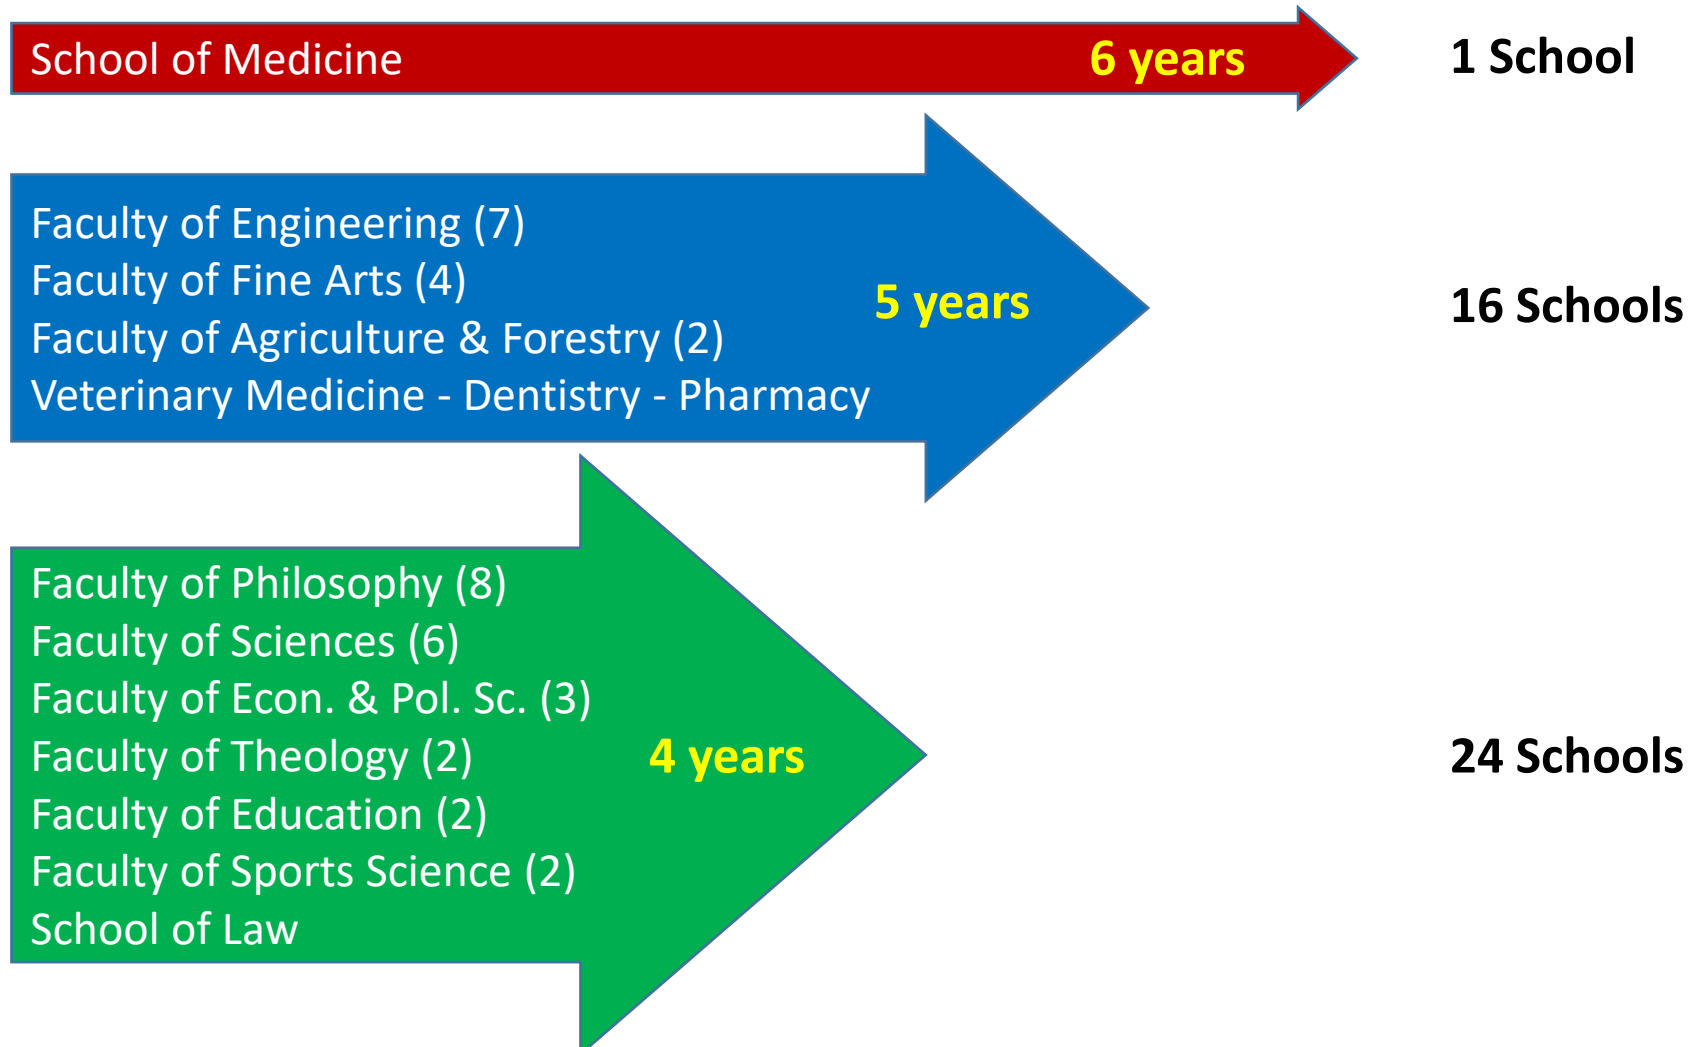 School of Medicine 6 years 1 School
Faculty of Engineering (7)
Faculty of Fine Arts (4)
5 years 16 Schools
Faculty of Agriculture & Forestry (2)
Veterinary Medicine - Dentistry - Pharmacy
Faculty of Philosophy (8)
Faculty of Sciences (6)
Faculty of Econ. & Pol. Sc. (3)
Faculty of Theology (2) 4 years 24 Schools
Faculty of Education (2)
Faculty of Sports Science (2)
School of Law